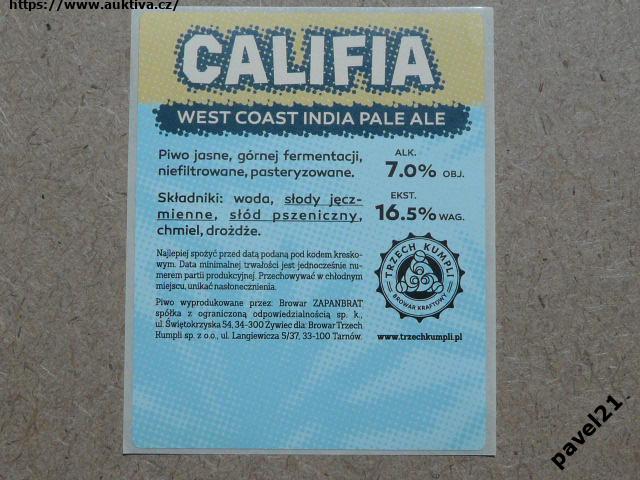 https://www.auktiva.cz/
CALIFIA
WEST COAST INDIA PALE ALE
Piwo jasne, górnej fermentacji,
niefiltrowane, pasteryzowane.
Składniki: woda, słody jęcz-
mienne, słód pszeniczny,
chmiel, drożdże.
ALK.
7.0% OBJ.
EKST.
16.5% WAG.
Najlepiej spożyć przed datą podaną pod kodem kresko-
wym. Data minimalnej trwałości jest jednocześnie nu-
merem partii produkcyjnej. Przechowywać w chłodnym
miejscu, unikać nasłonecznienia.
Piwo wyprodukowane przez: Browar ZAPANBRAT
spółka z ograniczoną odpowiedzialnością sp. k.,
ul. Świętokrzyska 54, 34-300 Żywiec dla: Browar Trzech
Kumpli sp. z o.o., ul. Langiewicza 5/37, 33-100 Tarnów.
TRZECH KUMPLI
BROWAR KRAFTOWY
www.trzechkumpli.pl
pavel21